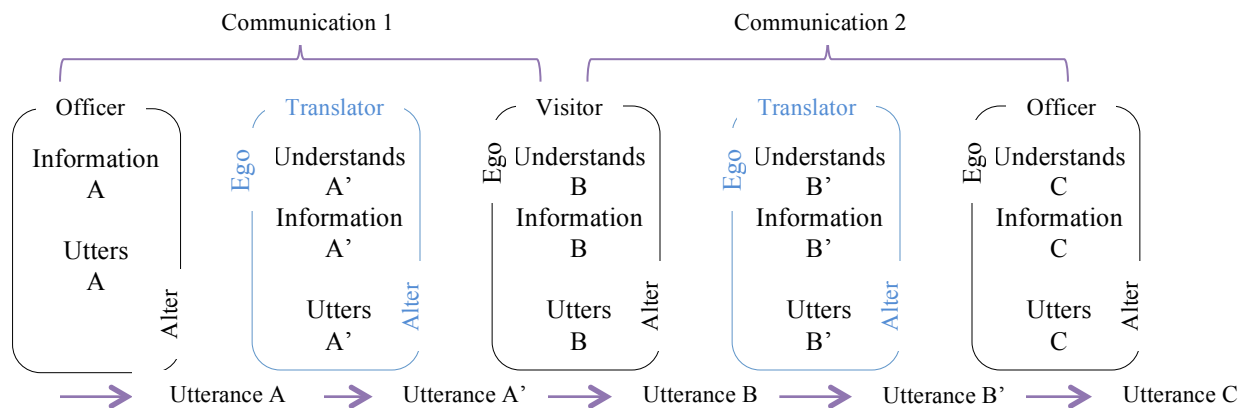 Communication 1
Communication 2
Officer
Information
A
Utters
A
Alter
Translator
Ego
Understands
A’
Information
A’
Utters
A’
Alter
Visitor
Ego
Understands
B
Information
B
Utters
B
Alter
Translator
Ego
Understands
B’
Information
B’
Utters
B’
Alter
Officer
Ego
Understands
C
Information
C
Utters
C
Alter
Utterance A
Utterance A’
Utterance B
Utterance B’
Utterance C